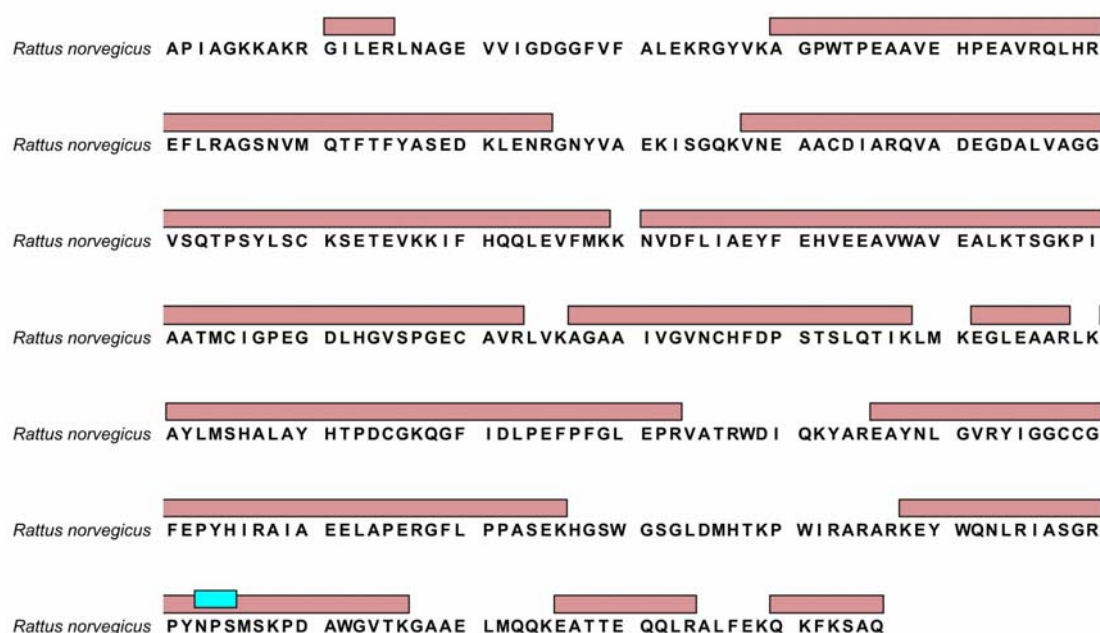 Rattus norvegicus APIAGKKAKR GILERLNAGE VVIGDGGFVF ALEKRGYVKA GPWTPEAAVE HPEAVRQLHR
Rattus norvegicus EFLRAGSNVM QTFTFYASED KLENRGNYVA EKISGQKVNE AACDIARQVA DEGDALVAGG
Rattus norvegicus VSQTPSYLSC KSETEVKKIF HQQLEVFMKK NVDFLIAEYF EHVEEAVWAV EALKTSGKPI
Rattus norvegicus AATMCIGPEG DLHGVSPGEC AVRLVKAGAA IVGVNCHFDP STSLQTIKLM KEGLEAARLK
Rattus norvegicus AYLMSHALAY HTPDCGKQGF IDLPEFPFGL EPRVATRWDI QKYAREAYNL GVRYIGGCCG
Rattus norvegicus FEPYHIRAIA EELAPERGFL PPASEKHGSW GSGLDMHTKP WIRARARKEY WQNLRIASGR
Rattus norvegicus PYNPSMSKPD AWGVTKGAAE LMQQKEATTE QQLRALFEKQ KFKSAQ